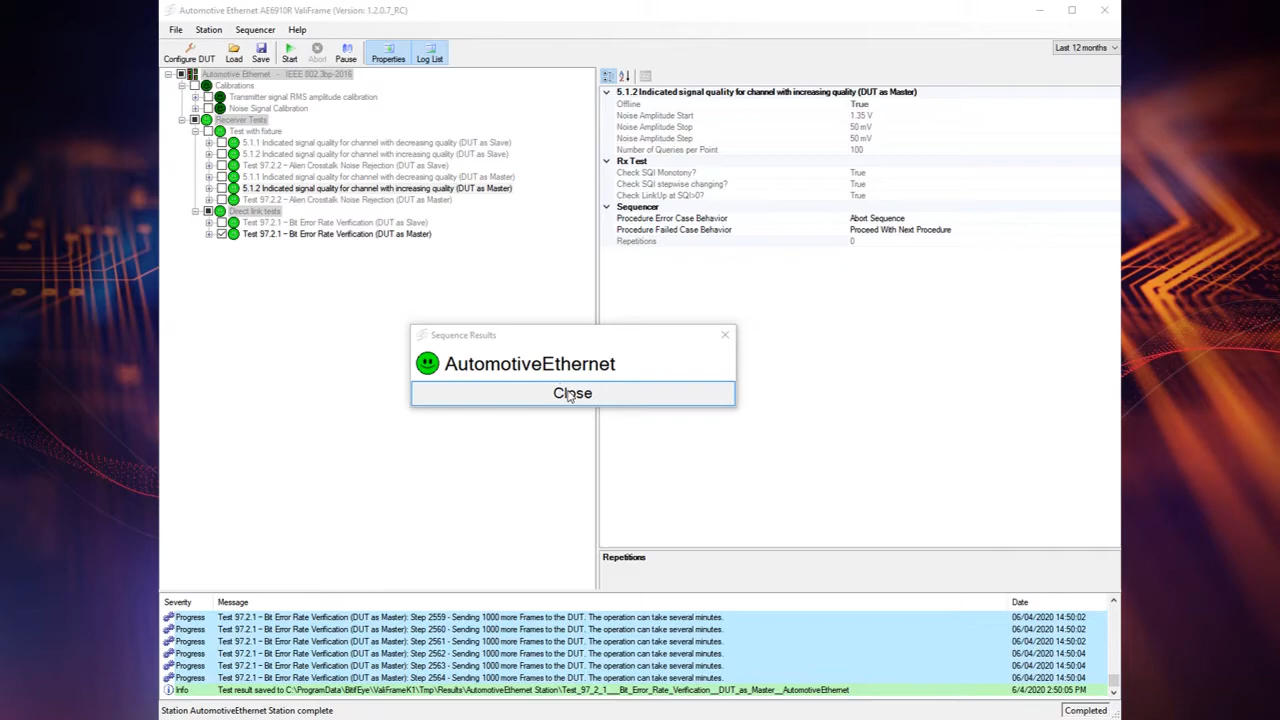 Automotive Ethernet AE6910R ValiFrame (Version: 1.2.0.7_RC)
File Station Sequencer Help
Configure DUT Load Save Start Abort Pause Properties Log List Last 12 months
Automotive Ethernet - IEEE 802.3bp-2016
Calibrations
Transmitter signal RMS amplitude calibration
Noise Signal Calibration
Receiver Tests
Test with fixture
5.1.1 Indicated signal quality for channel with decreasing quality (DUT as Slave)
5.1.2 Indicated signal quality for channel with increasing quality (DUT as Slave)
Test 97.2.2 – Alien Crosstalk Noise Rejection (DUT as Slave)
5.1.1 Indicated signal quality for channel with decreasing quality (DUT as Master)
5.1.2 Indicated signal quality for channel with increasing quality (DUT as Master)
Test 97.2.2 – Alien Crosstalk Noise Rejection (DUT as Master)
Direct link tests
Test 97.2.1 – Bit Error Rate Verification (DUT as Slave)
Test 97.2.1 – Bit Error Rate Verification (DUT as Master)
5.1.2 Indicated signal quality for channel with increasing quality (DUT as Master)
Offline True
Noise Amplitude Start 1.35 V
Noise Amplitude Stop 50 mV
Noise Amplitude Step 50 mV
Number of Queries per Point 100
Rx Test
Check SQI Monotony? True
Check SQI stepwise changing? True
Check LinkUp at SQI>0? True
Sequencer
Procedure Error Case Behavior Abort Sequence
Procedure Failed Case Behavior Proceed With Next Procedure
Repetitions 0
Sequence Results
AutomotiveEthernet
Close
Repetitions
Severity Message Date
Progress Test 97.2.1 – Bit Error Rate Verification (DUT as Master): Step 2559 - Sending 1000 more Frames to the DUT. The operation can take several minutes. 06/04/2020 14:50:02
Progress Test 97.2.1 – Bit Error Rate Verification (DUT as Master): Step 2560 - Sending 1000 more Frames to the DUT. The operation can take several minutes. 06/04/2020 14:50:02
Progress Test 97.2.1 – Bit Error Rate Verification (DUT as Master): Step 2561 - Sending 1000 more Frames to the DUT. The operation can take several minutes. 06/04/2020 14:50:02
Progress Test 97.2.1 – Bit Error Rate Verification (DUT as Master): Step 2562 - Sending 1000 more Frames to the DUT. The operation can take several minutes. 06/04/2020 14:50:04
Progress Test 97.2.1 – Bit Error Rate Verification (DUT as Master): Step 2563 - Sending 1000 more Frames to the DUT. The operation can take several minutes. 06/04/2020 14:50:04
Progress Test 97.2.1 – Bit Error Rate Verification (DUT as Master): Step 2564 - Sending 1000 more Frames to the DUT. The operation can take several minutes. 06/04/2020 14:50:04
Info Test result saved to C:\ProgramData\BitifEye\ValiFrameK1\Tmp\Results\AutomotiveEthernet Station\Test_97_2_1___Bit_Error_Rate_Verification__DUT_as_Master__AutomotiveEthernet 6/4/2020 2:50:05 PM
Station AutomotiveEthernet Station complete Completed